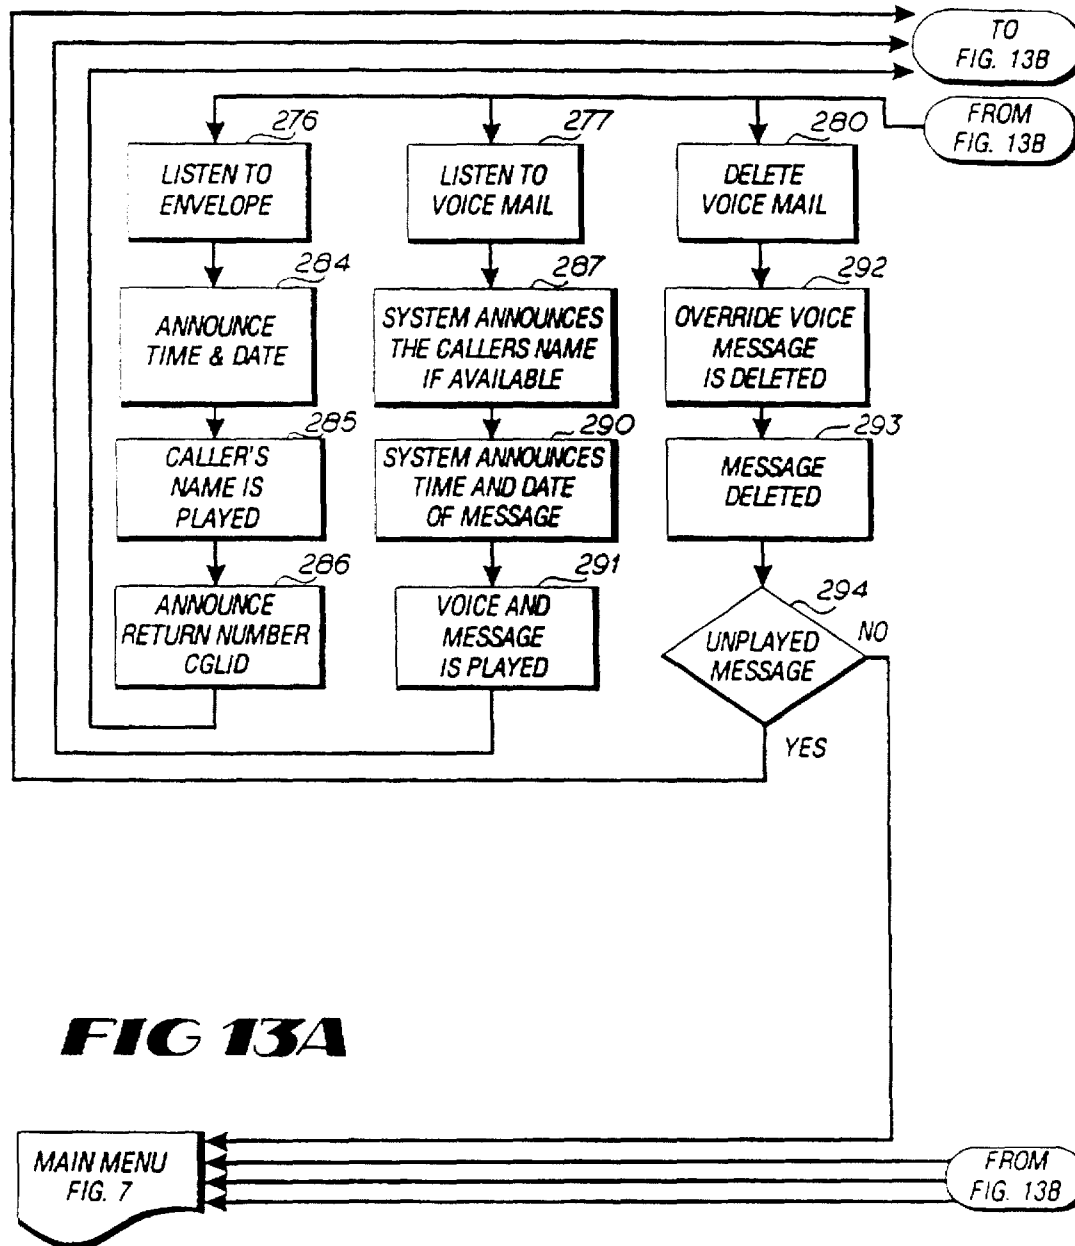 TO
FIG. 13B
FROM
FIG. 13B
276
LISTEN TO
ENVELOPE
277
LISTEN TO
VOICE MAIL
280
DELETE
VOICE MAIL
284
ANNOUNCE
TIME & DATE
287
SYSTEM ANNOUNCES
THE CALLERS NAME
IF AVAILABLE
292
OVERRIDE VOICE
MESSAGE
IS DELETED
285
CALLER'S
NAME IS
PLAYED
290
SYSTEM ANNOUNCES
TIME AND DATE
OF MESSAGE
293
MESSAGE
DELETED
286
ANNOUNCE
RETURN NUMBER
CGLID
291
VOICE AND
MESSAGE
IS PLAYED
294
UNPLAYED
MESSAGE
NO
YES
FIG 13A
MAIN MENU
FIG. 7
FROM
FIG. 13B